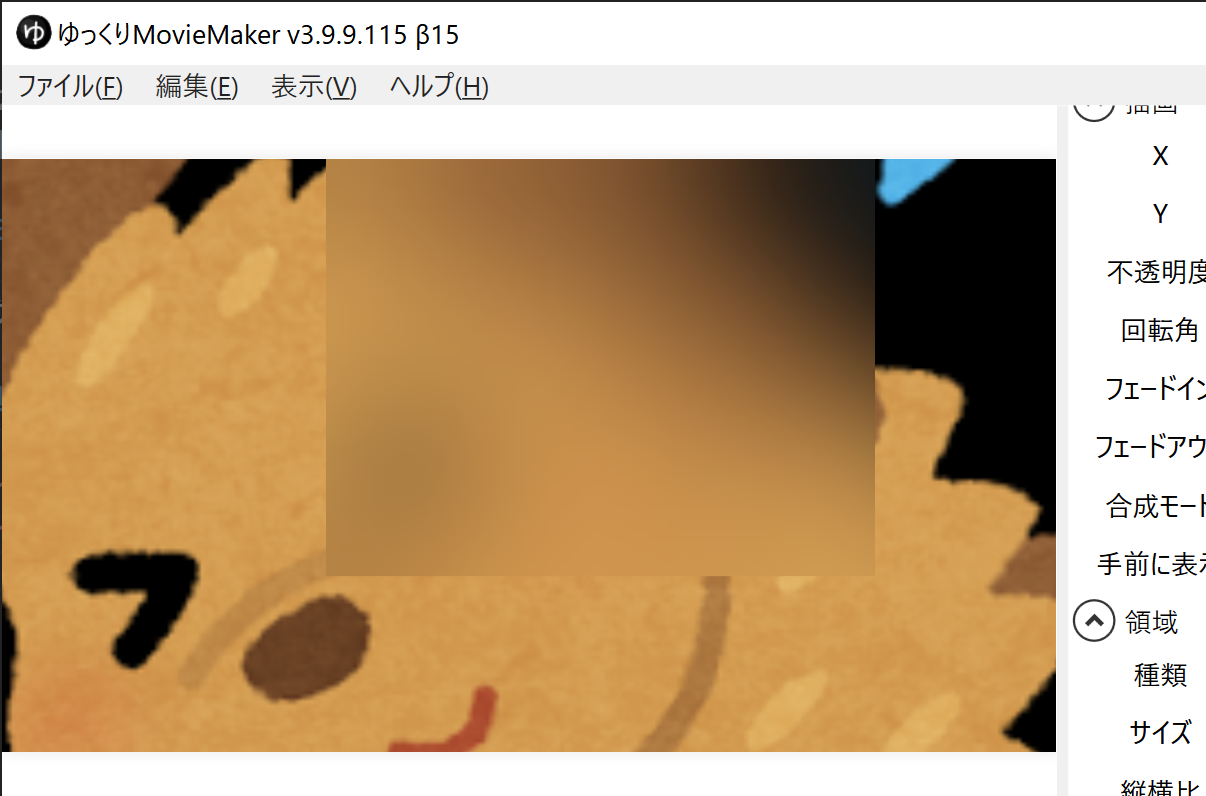 ゆ ゆっくりMovieMaker v3.9.9.115 β15
ファイル(F) 編集(E) 表示(V) ヘルプ(H)
描画
X
Y
不透明度
回転角
フェードイン
フェードアウ
合成モード
手前に表示
領域
種類
サイズ
縦横比